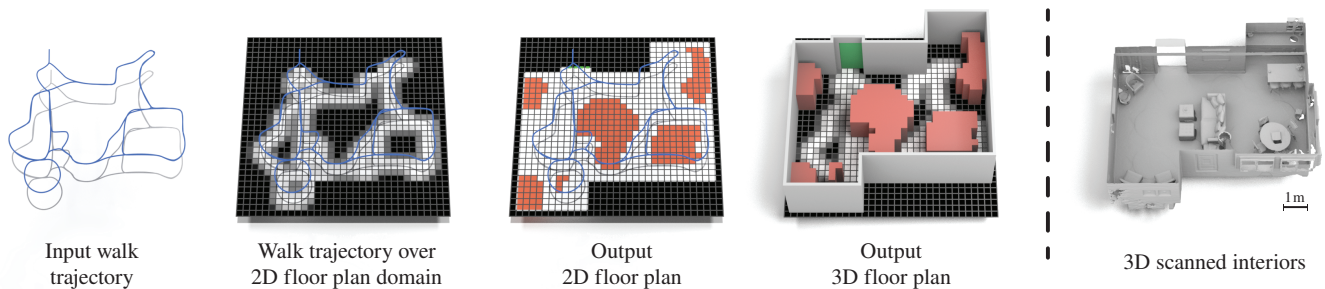 1m
Input walk
trajectory
Walk trajectory over
2D floor plan domain
Output
2D floor plan
Output
3D floor plan
3D scanned interiors